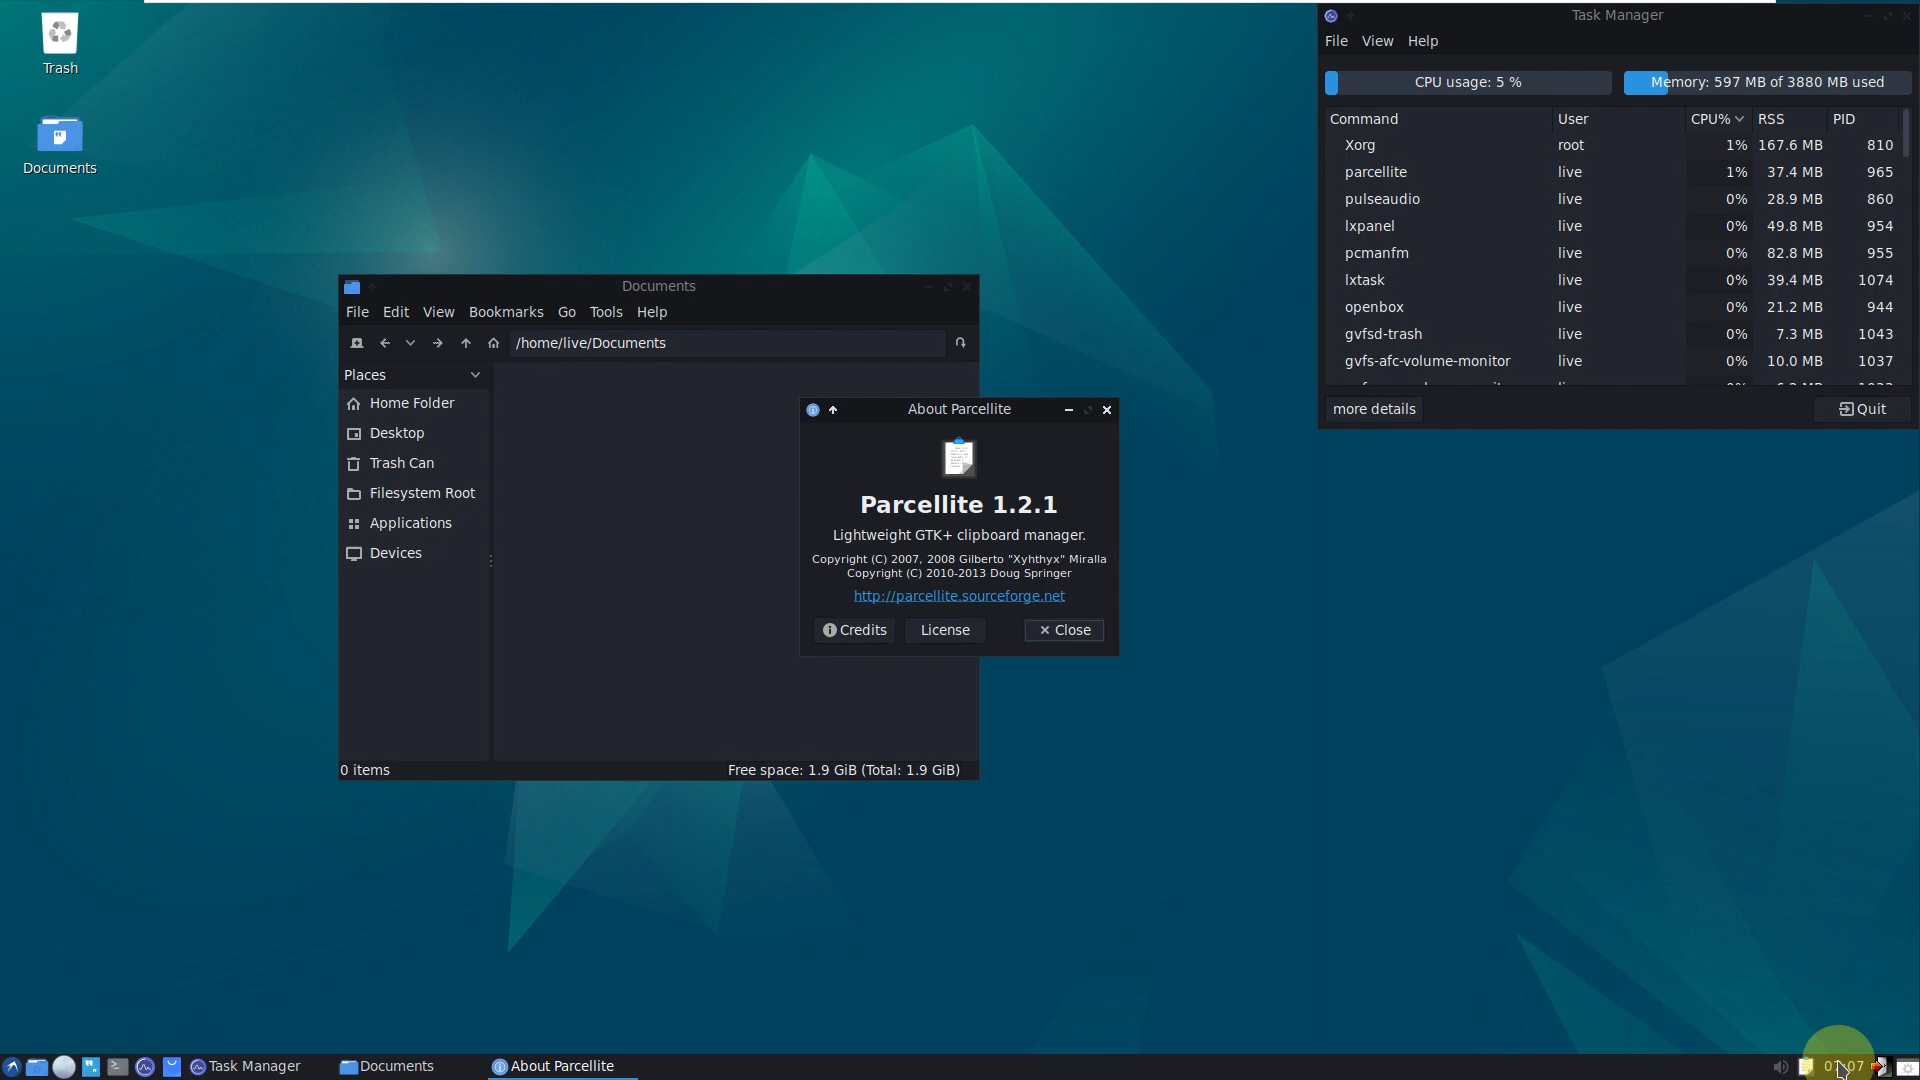 Trash
Documents
Task Manager
File View Help
CPU usage: 5 %
Memory: 597 MB of 3880 MB used
Command User CPU% RSS PID
Xorg root 1% 167.6 MB 810
parcellite live 1% 37.4 MB 965
pulseaudio live 0% 28.9 MB 860
lxpanel live 0% 49.8 MB 954
pcmanfm live 0% 82.8 MB 955
lxtask live 0% 39.4 MB 1074
openbox live 0% 21.2 MB 944
gvfsd-trash live 0% 7.3 MB 1043
gvfs-afc-volume-monitor live 0% 10.0 MB 1037
more details
Quit
Documents
File Edit View Bookmarks Go Tools Help
/home/live/Documents
Places
Home Folder
Desktop
Trash Can
Filesystem Root
Applications
Devices
0 items
Free space: 1.9 GiB (Total: 1.9 GiB)
About Parcellite
Parcellite 1.2.1
Lightweight GTK+ clipboard manager.
Copyright (C) 2007, 2008 Gilberto "Xyhthyx" Miralla
Copyright (C) 2010-2013 Doug Springer
http://parcellite.sourceforge.net
Credits
License
Close
Task Manager
Documents
About Parcellite